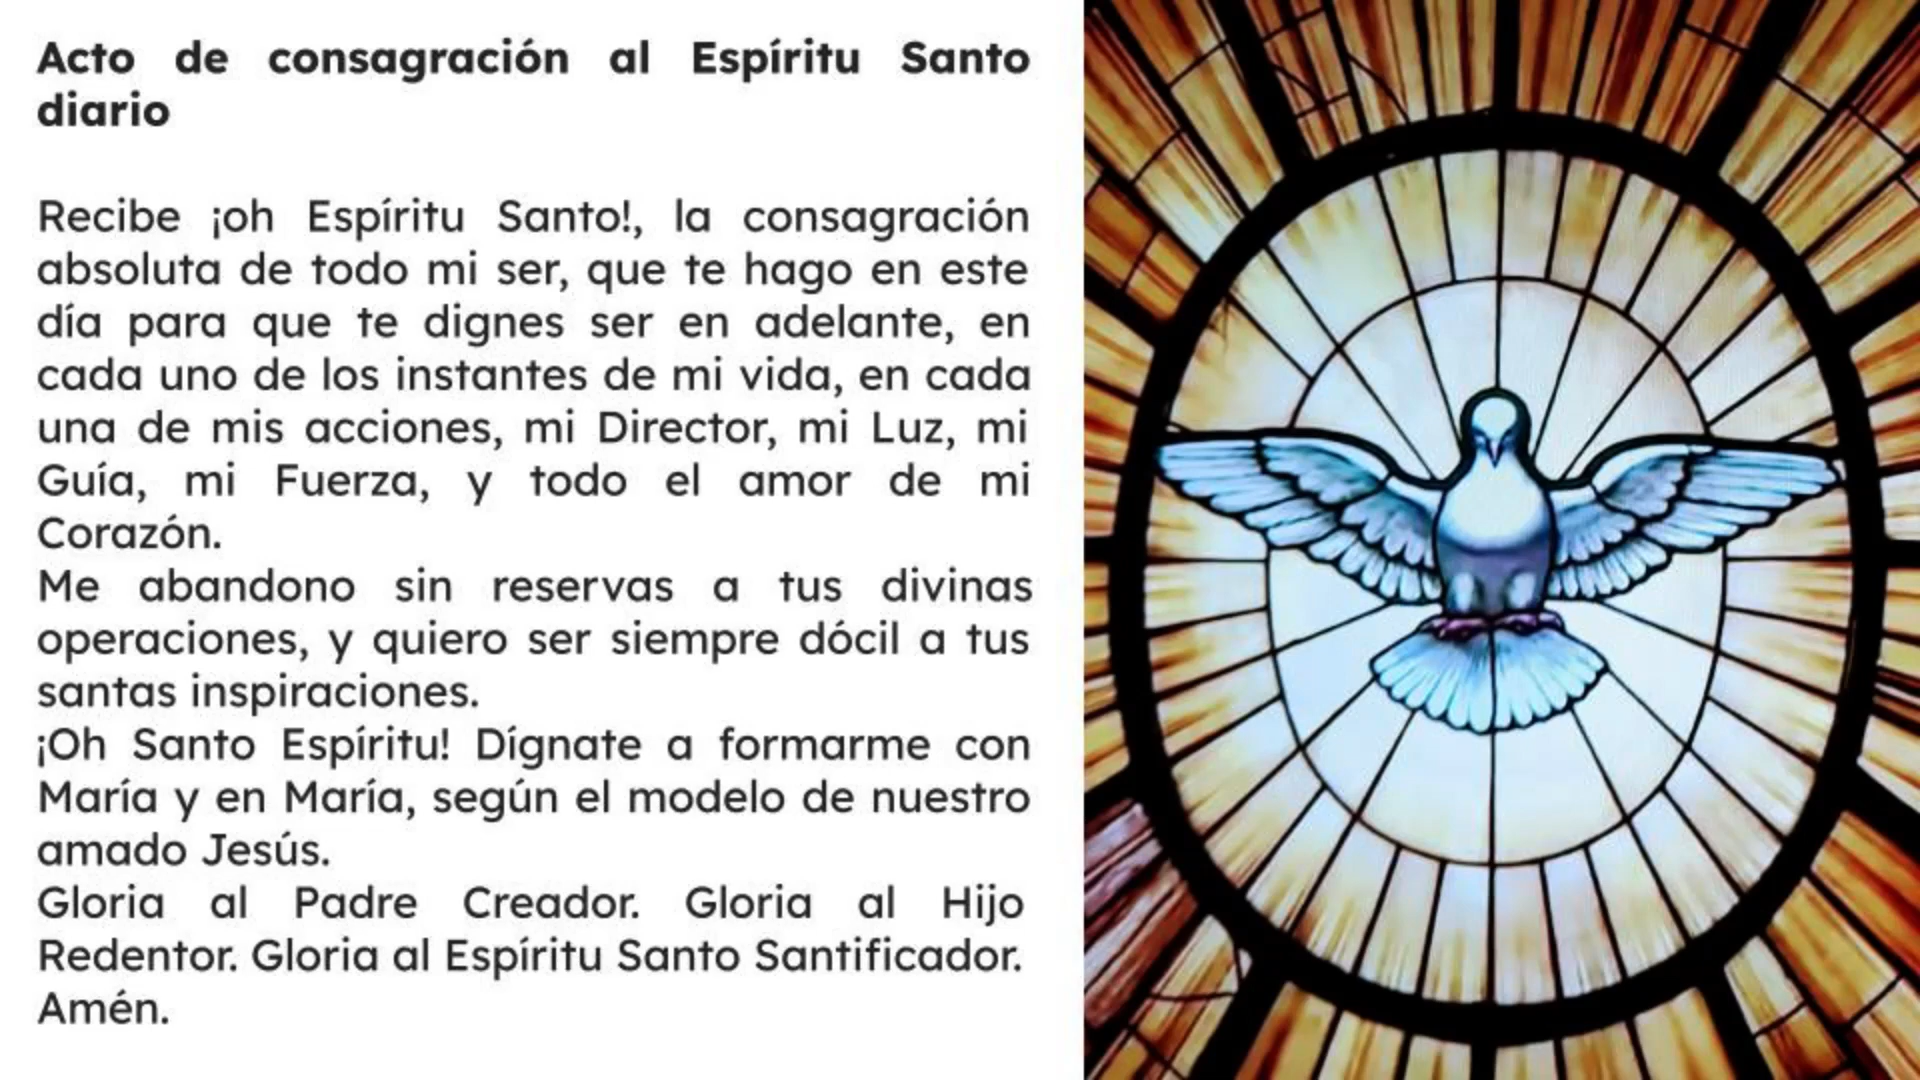 Acto de consagración al Espíritu Santo
diario
Recibe ¡oh Espíritu Santo!, la consagración
absoluta de todo mi ser, que te hago en este
día para que te dignes ser en adelante, en
cada uno de los instantes de mi vida, en cada
una de mis acciones, mi Director, mi Luz, mi
Guía, mi Fuerza, y todo el amor de mi
Corazón.
Me abandono sin reservas a tus divinas
operaciones, y quiero ser siempre dócil a tus
santas inspiraciones.
¡Oh Santo Espíritu! Dígnate a formarme con
María y en María, según el modelo de nuestro
amado Jesús.
Gloria al Padre Creador. Gloria al Hijo
Redentor. Gloria al Espíritu Santo Santificador.
Amén.